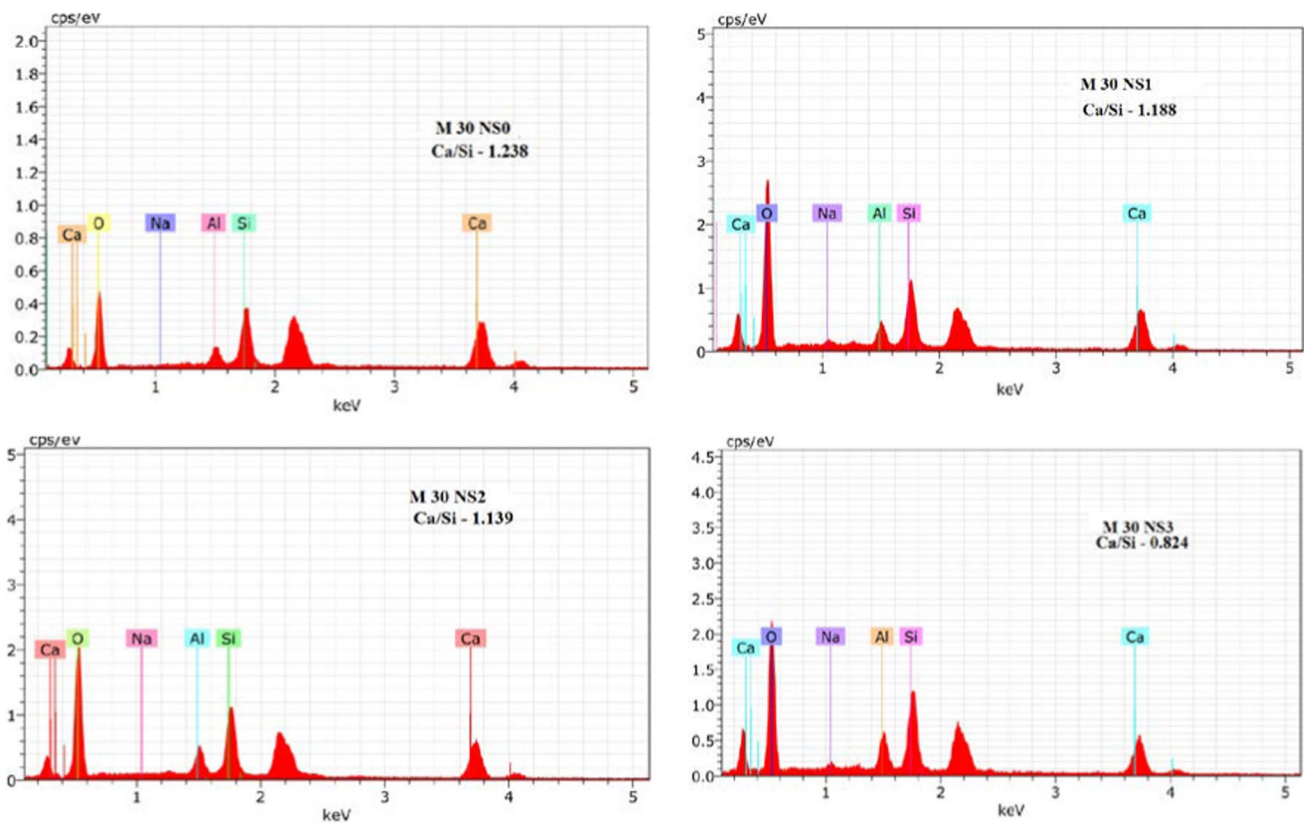 cps/eV
2.0
1.8
1.6
1.4
1.2
1.0
0.8
0.6
0.4
0.2
0.0
M 30 NS0
Ca/Si - 1.238
Ca O Na Al Si Ca
1 2 3 4 5
keV
cps/eV
5
4
3
2
1
0
M 30 NS1
Ca/Si - 1.188
Ca O Na Al Si Ca
1 2 3 4 5
keV
cps/eV
5
4
3
2
1
0
M 30 NS2
Ca/Si - 1.139
Ca O Na Al Si Ca
1 2 3 4 5
keV
cps/eV
4.5
4.0
3.5
3.0
2.5
2.0
1.5
1.0
0.5
0.0
M 30 NS3
Ca/Si - 0.824
Ca O Na Al Si Ca
1 2 3 4 5
keV